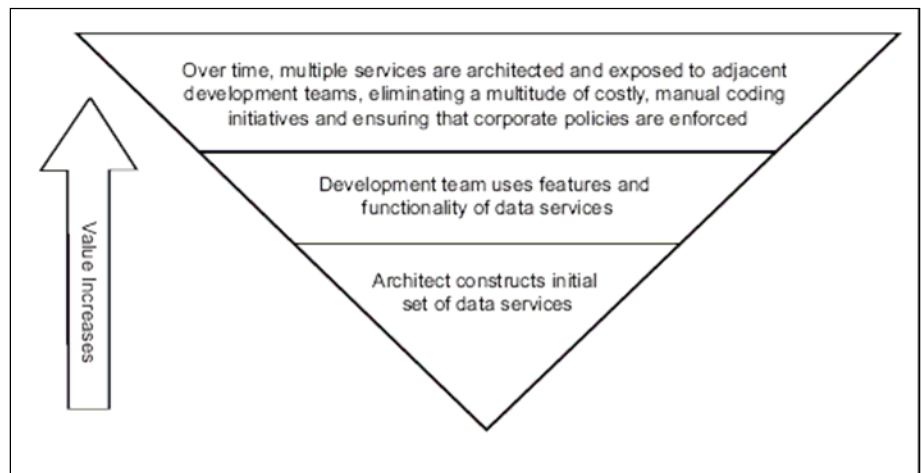 Over time, multiple services are architected and exposed to adjacent
development teams, eliminating a multitude of costly, manual coding
initiatives and ensuring that corporate policies are enforced
Development team uses features and
functionality of data services
Architect constructs initial
set of data services
Value Increases